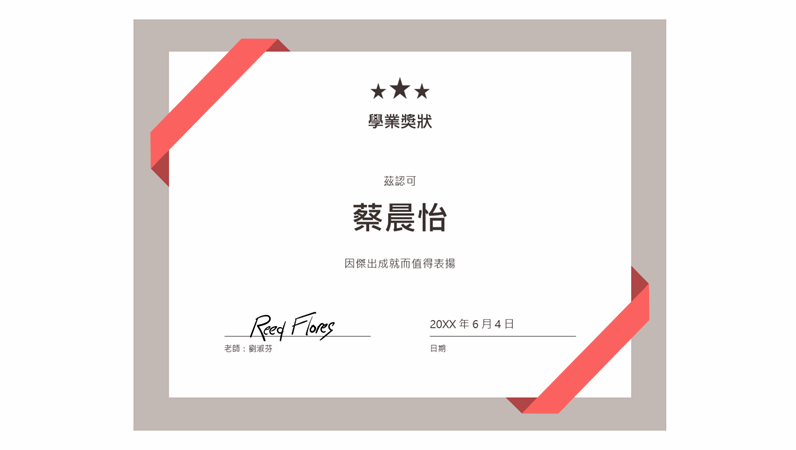 學業獎狀
茲認可
蔡晨怡
因傑出成就而值得表揚
Reed Flores
20XX 年 6 月 4 日
老師：劉淑芬
日期